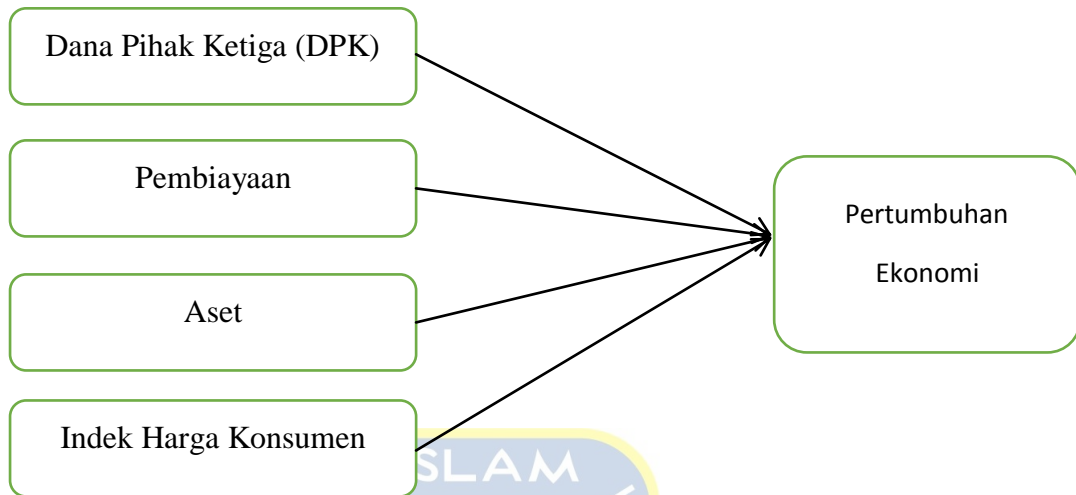 Dana Pihak Ketiga (DPK)
Pembiayaan
Pertumbuhan
Ekonomi
Aset
Indek Harga Konsumen
SLAM